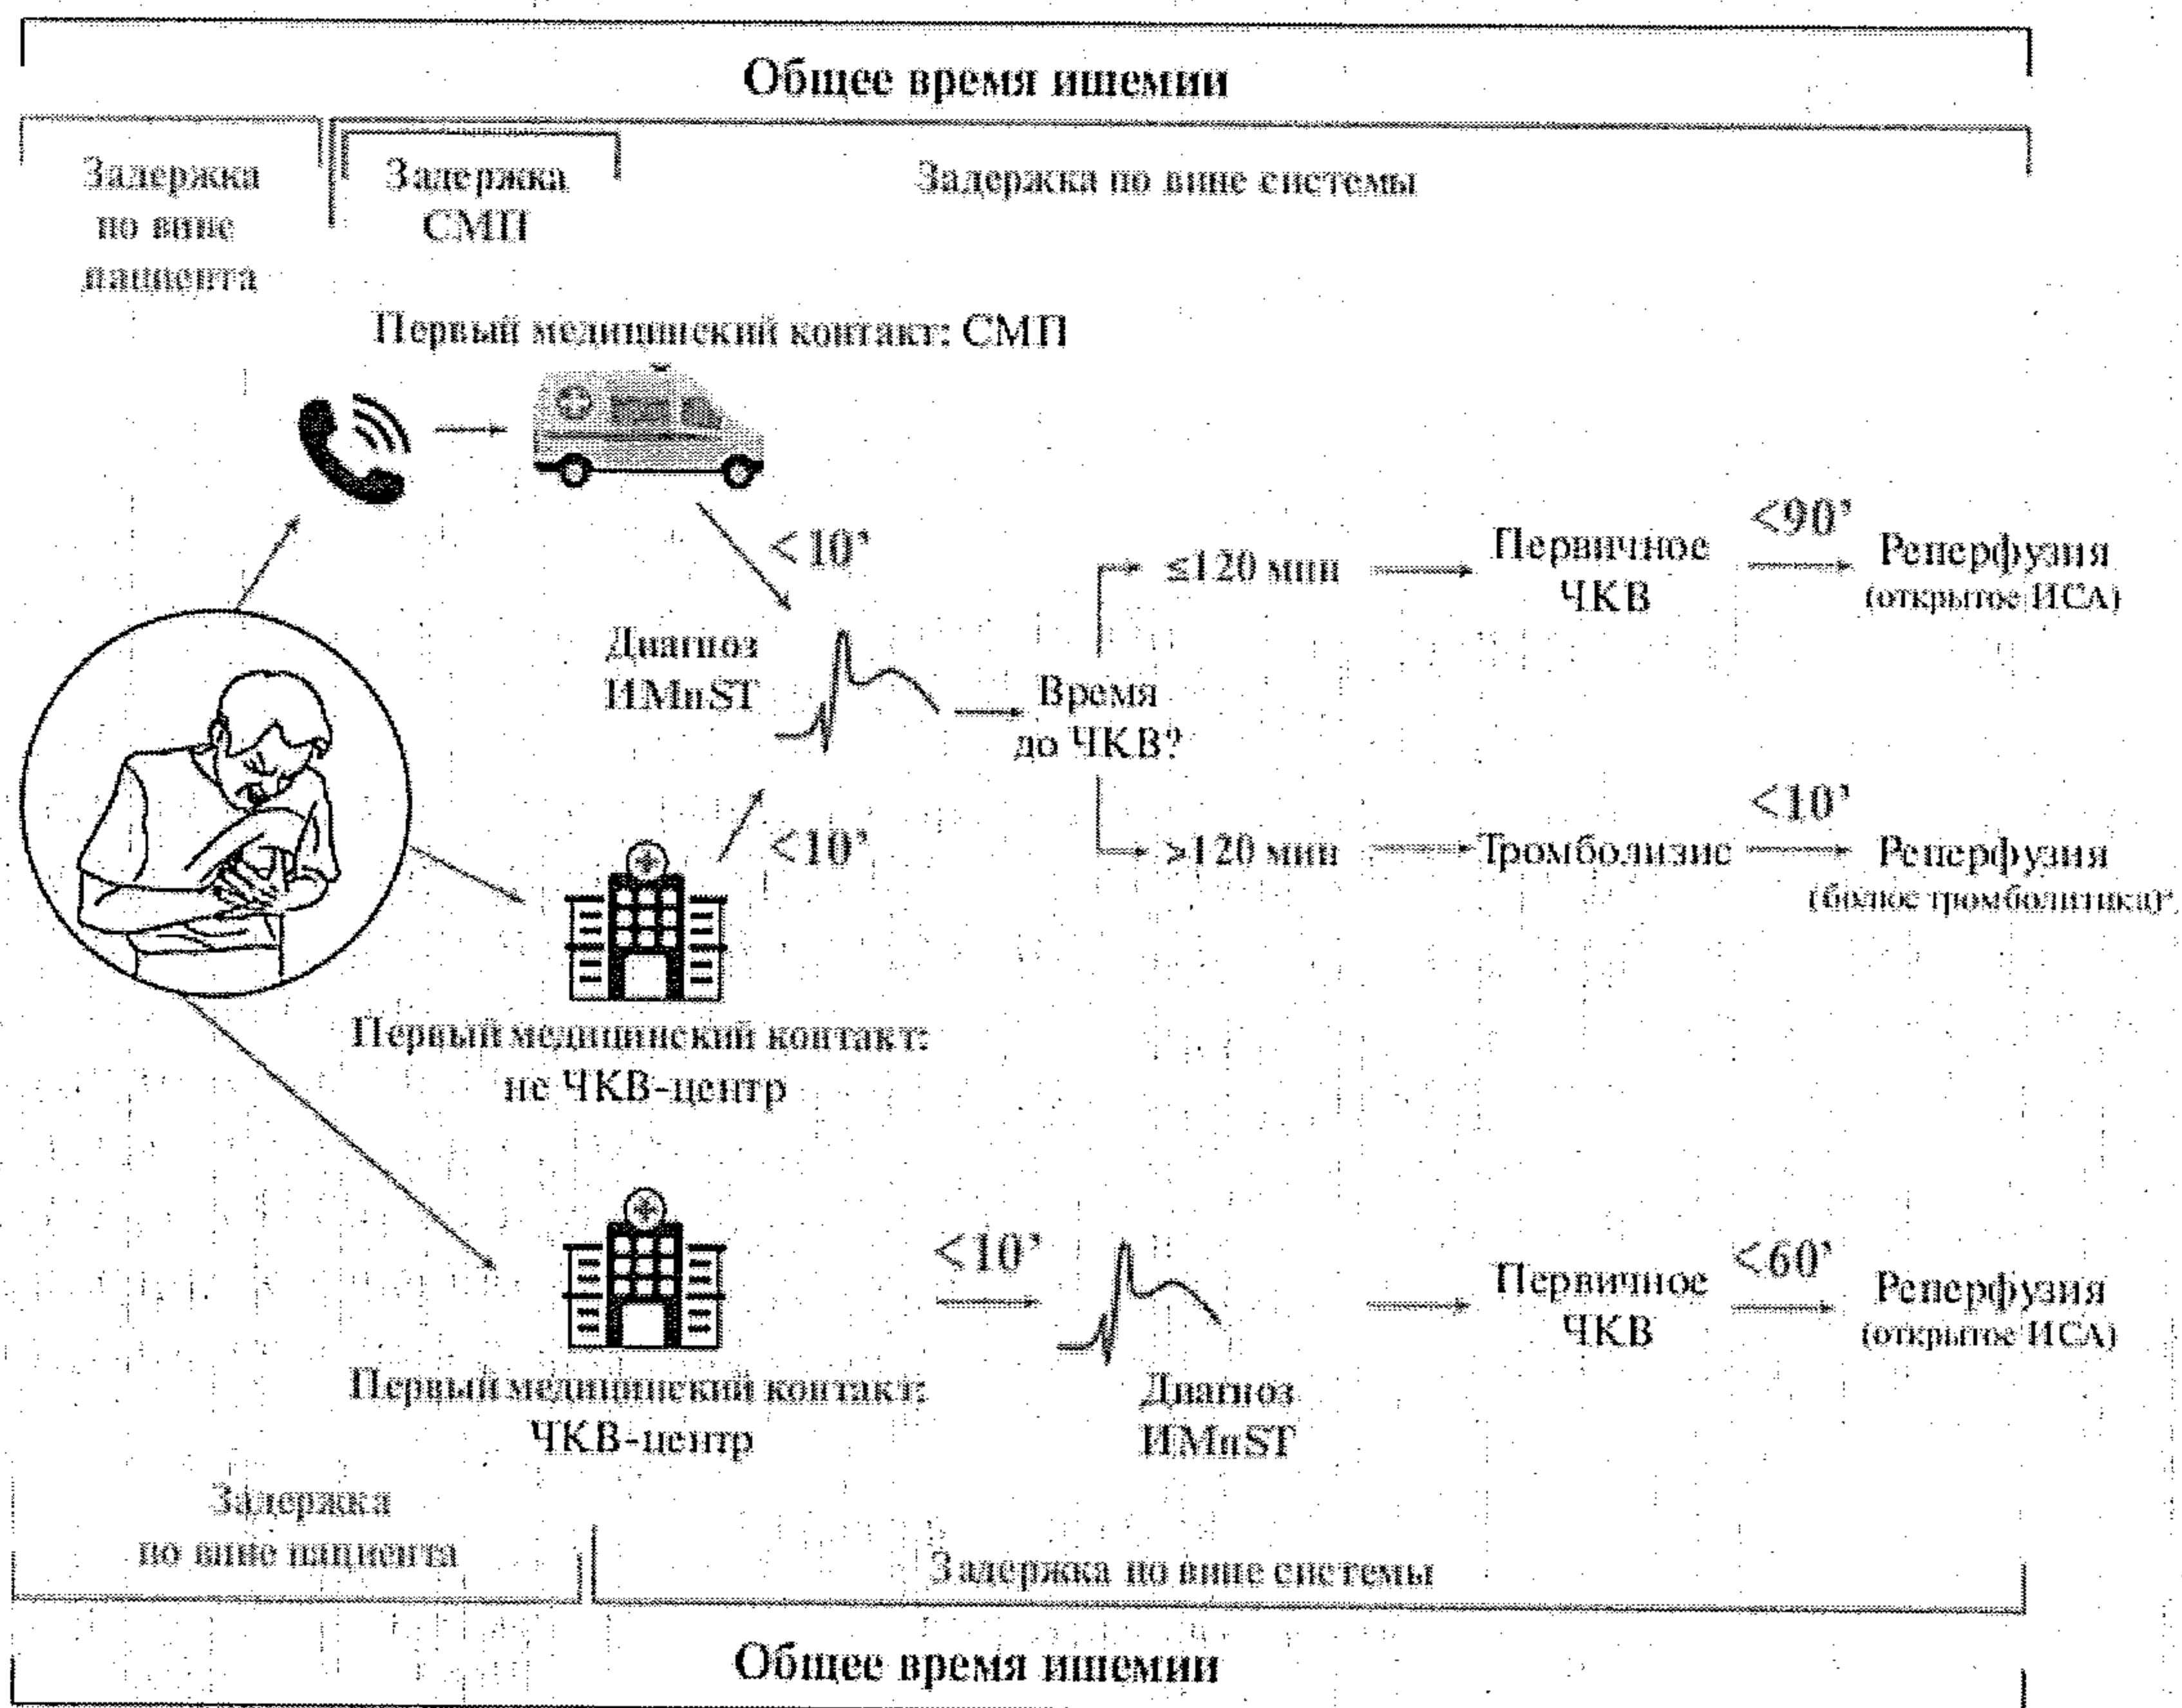 Общее время ишемии
Задержка
по вине
пациента
Задержка
СМП
Задержка по вине системы
Первый медицинский контакт: СМП
<10’
Диагноз
ИМпST
Время
до ЧКВ?
≤120 мин
Первичное
ЧКВ
<90’
Реперфузия
(открытое ИСА)
<10’
>120 мин
Тромболизис
<10’
Реперфузия
(болюс тромболитика)*
Первый медицинский контакт:
не ЧКВ-центр
<10’
Первичное
ЧКВ
<60’
Реперфузия
(открытое ИСА)
Первый медицинский контакт:
ЧКВ-центр
Диагноз
ИМпST
Задержка
по вине пациента
Задержка по вине системы
Общее время ишемии